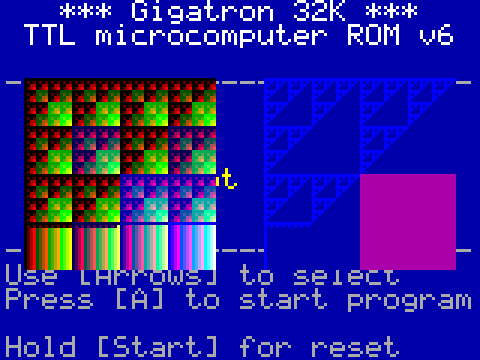 *** Gigatron 32K ***
TTL microcomputer ROM v6
Use [Arrows] to select
Press [A] to start program
Hold [Start] for reset